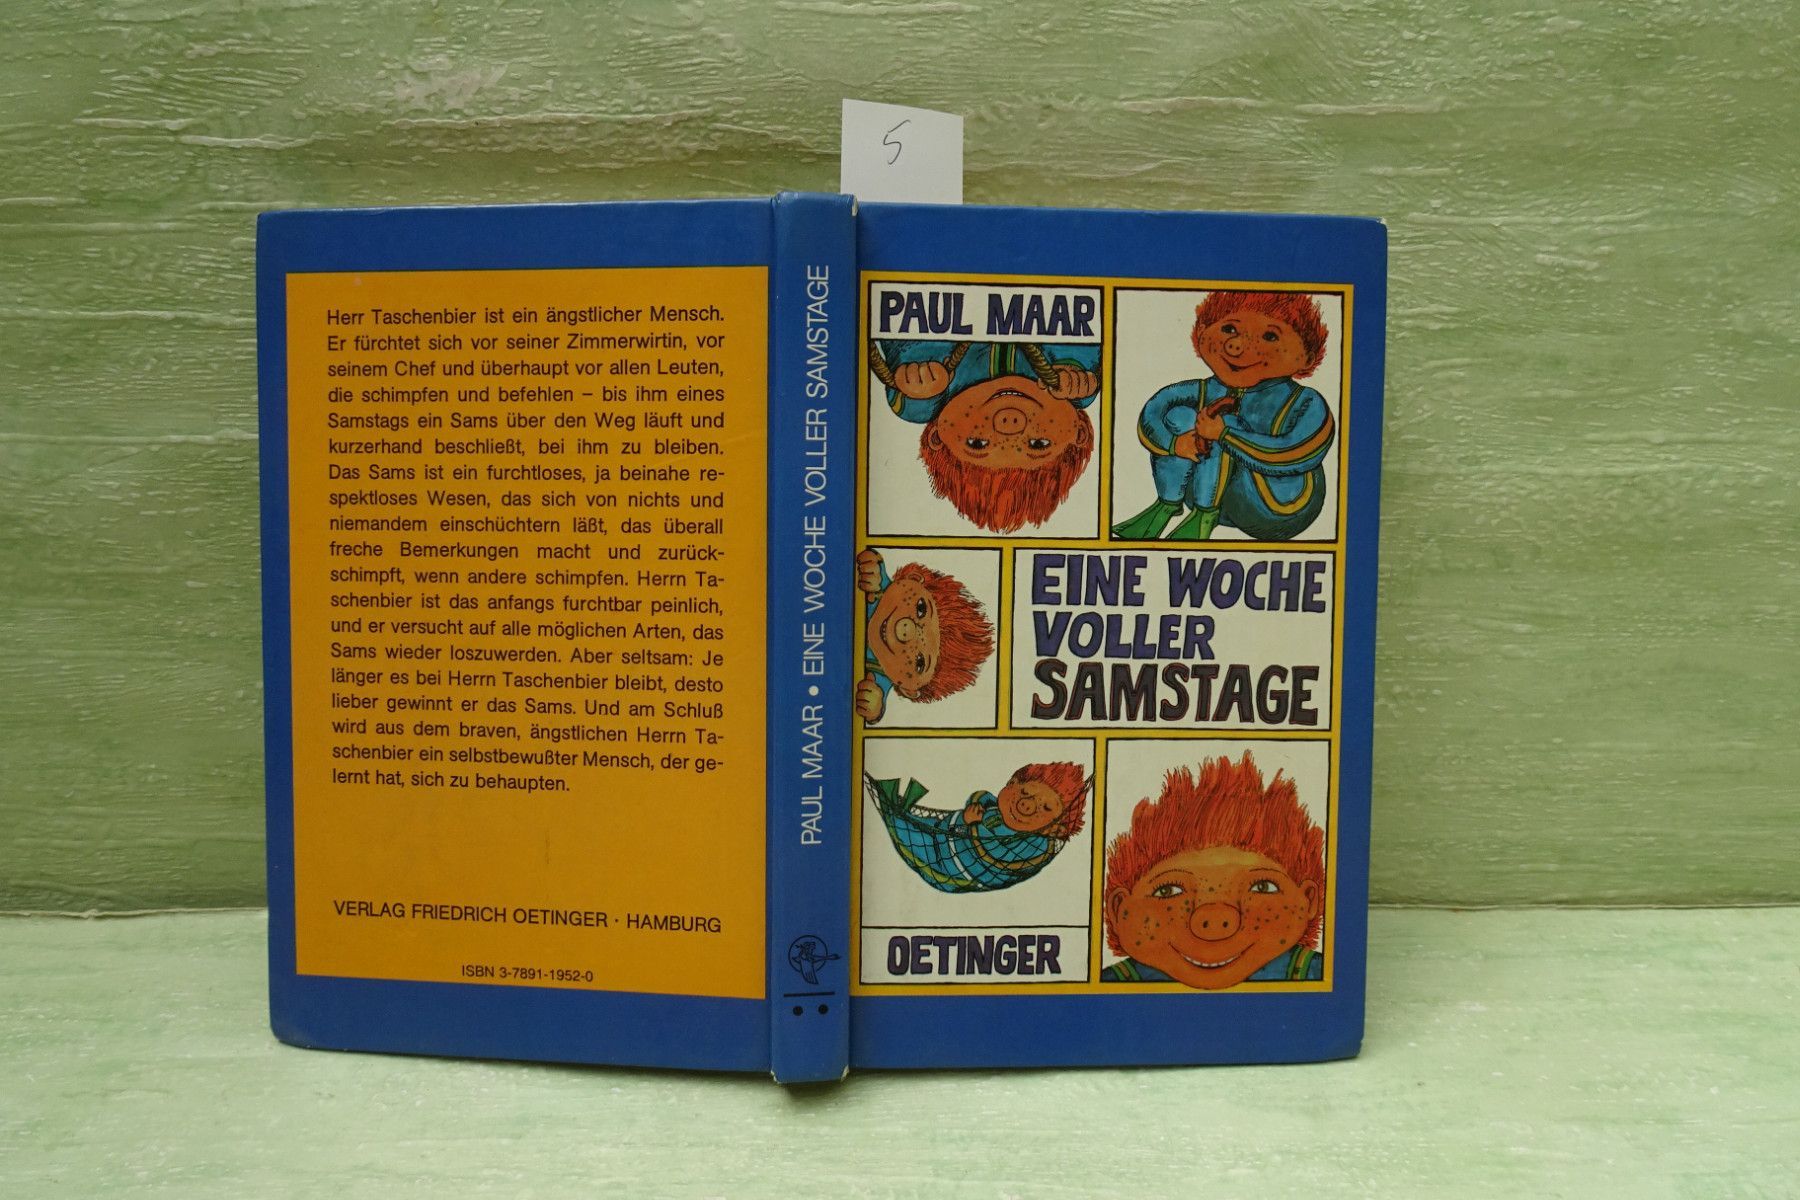 5
Herr Taschenbier ist ein ängstlicher Mensch.
Er fürchtet sich vor seiner Zimmerwirtin, vor
seinem Chef und überhaupt vor allen Leuten,
die schimpfen und befehlen – bis ihm eines
Samstags ein Sams über den Weg läuft und
kurzerhand beschließt, bei ihm zu bleiben.
Das Sams ist ein furchtloses, ja beinahe re-
spektloses Wesen, das sich von nichts und
niemandem einschüchtern läßt, das überall
freche Bemerkungen macht und zurück-
schimpft, wenn andere schimpfen. Herrn Ta-
schenbier ist das anfangs furchtbar peinlich,
und er versucht auf alle möglichen Arten, das
Sams wieder loszuwerden. Aber seltsam: Je
länger es bei Herrn Taschenbier bleibt, desto
lieber gewinnt er das Sams. Und am Schluß
wird aus dem braven, ängstlichen Herrn Ta-
schenbier ein selbstbewußter Mensch, der ge-
lernt hat, sich zu behaupten.
VERLAG FRIEDRICH OETINGER · HAMBURG
ISBN 3-7891-1952-0
PAUL MAAR • EINE WOCHE VOLLER SAMSTAGE
PAUL MAAR
EINE WOCHE
VOLLER
SAMSTAGE
OETINGER